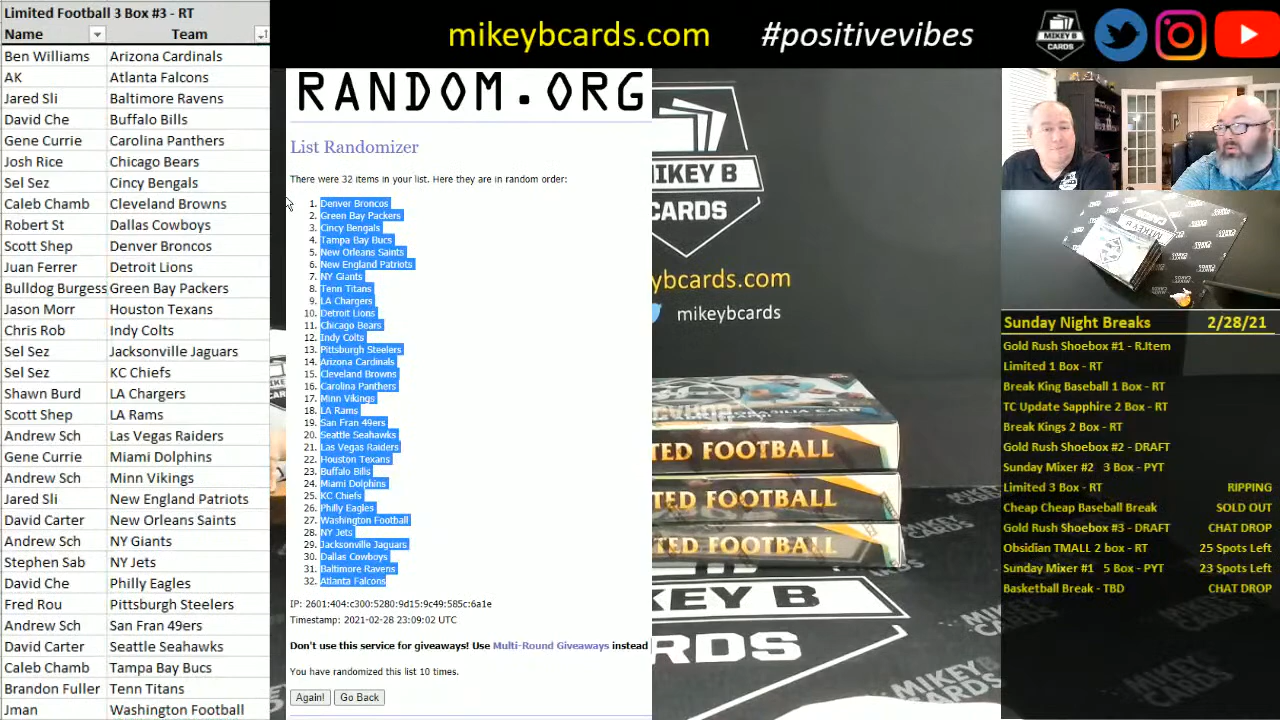 Limited Football 3 Box #3 - RT
Name Team
Ben Williams Arizona Cardinals
AK Atlanta Falcons
Jared Sli Baltimore Ravens
David Che Buffalo Bills
Gene Currie Carolina Panthers
Josh Rice Chicago Bears
Sel Sez Cincy Bengals
Caleb Chamb Cleveland Browns
Robert St Dallas Cowboys
Scott Shep Denver Broncos
Juan Ferrer Detroit Lions
Bulldog Burgess Green Bay Packers
Jason Morr Houston Texans
Chris Rob Indy Colts
Sel Sez Jacksonville Jaguars
Sel Sez KC Chiefs
Shawn Burd LA Chargers
Scott Shep LA Rams
Andrew Sch Las Vegas Raiders
Gene Currie Miami Dolphins
Andrew Sch Minn Vikings
Jared Sli New England Patriots
David Carter New Orleans Saints
Andrew Sch NY Giants
Stephen Sab NY Jets
David Che Philly Eagles
Fred Rou Pittsburgh Steelers
Andrew Sch San Fran 49ers
David Carter Seattle Seahawks
Caleb Chamb Tampa Bay Bucs
Brandon Fuller Tenn Titans
Jman Washington Football
mikeybcards.com #positivevibes
MIKEY B
CARDS
RANDOM.ORG
List Randomizer
There were 32 items in your list. Here they are in random order:
1. Denver Broncos
2. Green Bay Packers
3. Cincy Bengals
4. Tampa Bay Bucs
5. New Orleans Saints
6. New England Patriots
7. NY Giants
8. Tenn Titans
9. LA Chargers
10. Detroit Lions
11. Chicago Bears
12. Indy Colts
13. Pittsburgh Steelers
14. Arizona Cardinals
15. Cleveland Browns
16. Carolina Panthers
17. Minn Vikings
18. LA Rams
19. San Fran 49ers
20. Seattle Seahawks
21. Las Vegas Raiders
22. Houston Texans
23. Buffalo Bills
24. Miami Dolphins
25. KC Chiefs
26. Philly Eagles
27. Washington Football
28. NY Jets
29. Jacksonville Jaguars
30. Dallas Cowboys
31. Baltimore Ravens
32. Atlanta Falcons
IP: 2601:404:c300:5280:9d15:9c49:585c:6a1e
Timestamp: 2021-02-28 23:09:02 UTC
Don't use this service for giveaways! Use Multi-Round Giveaways instead
You have randomized this list 10 times.
Again! Go Back
IKEY B
CARDS
ybcards.com
mikeybcards
TED FOOTBALL
TED FOOTBALL
TED FOOTBALL
KEY B
RDS
MIKEY B
CARDS
Sunday Night Breaks 2/28/21
Gold Rush Shoebox #1 - R.Item
Limited 1 Box - RT
Break King Baseball 1 Box - RT
TC Update Sapphire 2 Box - RT
Break Kings 2 Box - RT
Gold Rush Shoebox #2 - DRAFT
Sunday Mixer #2 3 Box - PYT
Limited 3 Box - RT RIPPING
Cheap Cheap Baseball Break SOLD OUT
Gold Rush Shoebox #3 - DRAFT CHAT DROP
Obsidian TMALL 2 box - RT 25 Spots Left
Sunday Mixer #1 5 Box - PYT 23 Spots Left
Basketball Break - TBD CHAT DROP